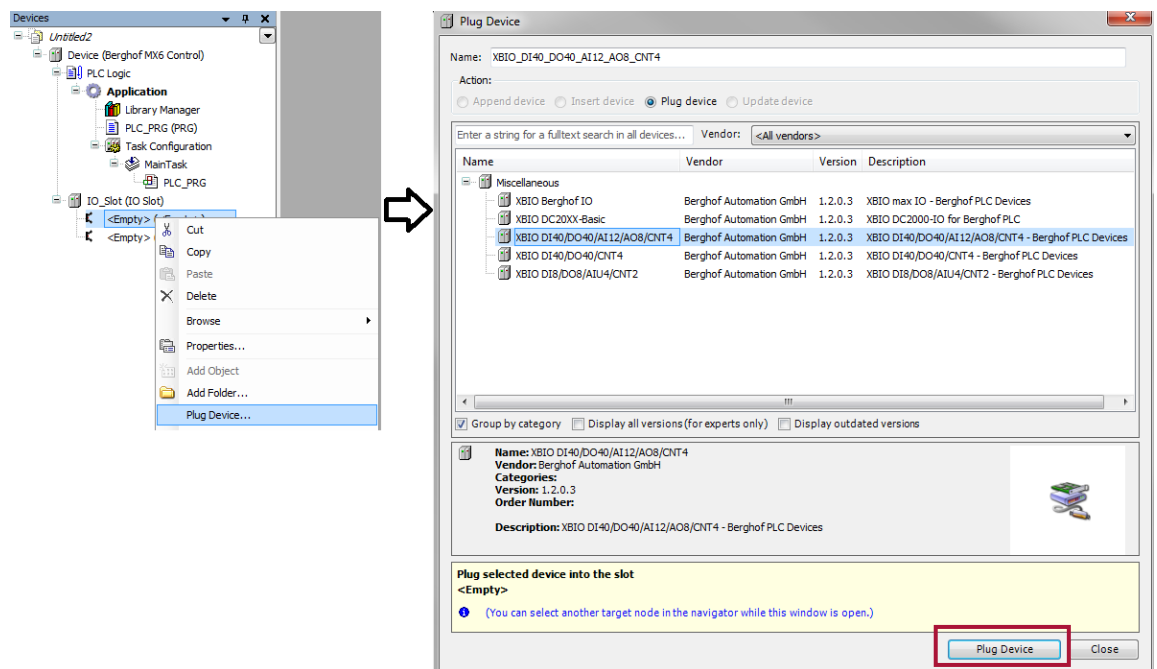 Devices
Untitled2
Device (Berghof MX6 Control)
PLC Logic
Application
Library Manager
PLC_PRG (PRG)
Task Configuration
MainTask
PLC_PRG
IO_Slot (IO Slot)
<Empty>
<Empty>
Cut
Copy
Paste
Delete
Browse
Properties...
Add Object
Add Folder...
Plug Device...
Plug Device
Name: XBIO_DI40_DO40_AI12_AO8_CNT4
Action:
Append device Insert device Plug device Update device
Enter a string for a fulltext search in all devices... Vendor: <All vendors>
Name Vendor Version Description
Miscellaneous
XBIO Berghof IO Berghof Automation GmbH 1.2.0.3 XBIO max IO - Berghof PLC Devices
XBIO DC20XX-Basic Berghof Automation GmbH 1.2.0.3 XBIO DC2000-IO for Berghof PLC
XBIO DI40/DO40/AI12/AO8/CNT4 Berghof Automation GmbH 1.2.0.3 XBIO DI40/DO40/AI12/AO8/CNT4 - Berghof PLC Devices
XBIO DI40/DO40/CNT4 Berghof Automation GmbH 1.2.0.3 XBIO DI40/DO40/CNT4 - Berghof PLC Devices
XBIO DI8/DO8/AIU4/CNT2 Berghof Automation GmbH 1.2.0.3 XBIO DI8/DO8/AIU4/CNT2 - Berghof PLC Devices
Group by category Display all versions (for experts only) Display outdated versions
Name: XBIO DI40/DO40/AI12/AO8/CNT4
Vendor: Berghof Automation GmbH
Categories:
Version: 1.2.0.3
Order Number:
Description: XBIO DI40/DO40/AI12/AO8/CNT4 - Berghof PLC Devices
Plug selected device into the slot
<Empty>
(You can select another target node in the navigator while this window is open.)
Plug Device Close